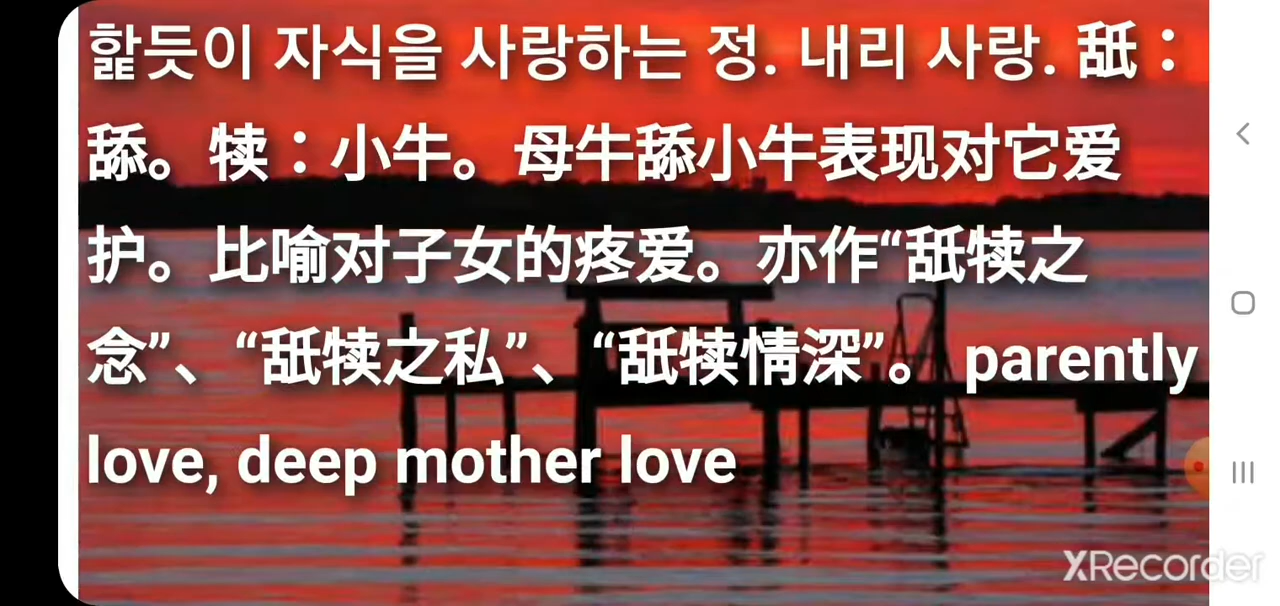 핥듯이 자식을 사랑하는 정. 내리 사랑. 舐：
舔。犊：小牛。母牛舔小牛表现对它爱
护。比喻对子女的疼爱。亦作“舐犊之
念”、“舐犊之私”、“舐犊情深”。 parently
love, deep mother love
XRecorder